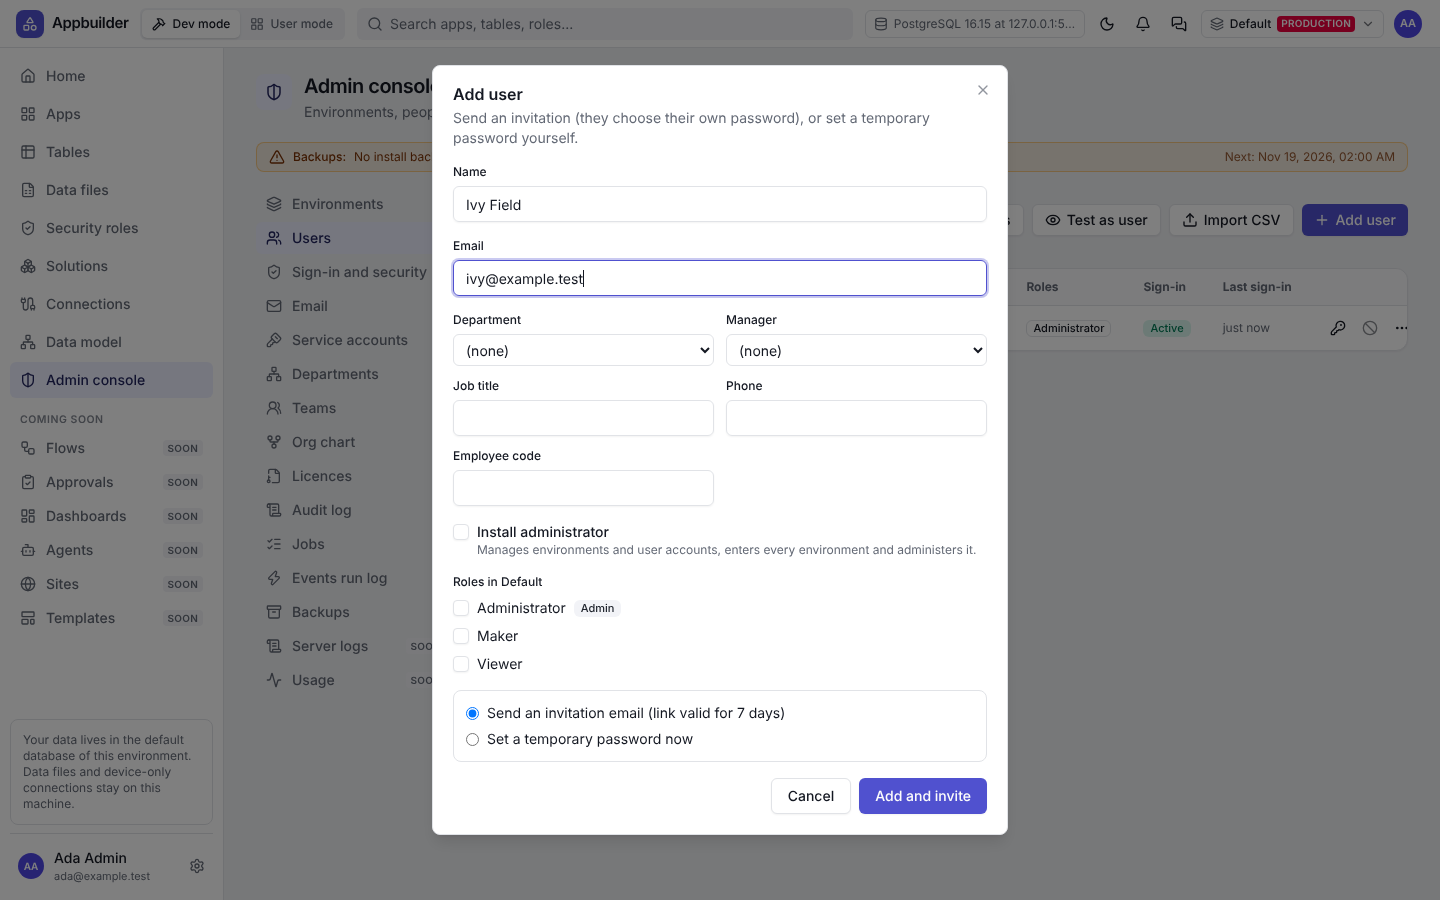 Appbuilder
Dev mode
User mode
Search apps, tables, roles...
PostgreSQL 16.15 at 127.0.0.1:5...
Default
PRODUCTION
AA
Home
Apps
Tables
Data files
Security roles
Solutions
Connections
Data model
Admin console
COMING SOON
Flows SOON
Approvals SOON
Dashboards SOON
Agents SOON
Sites SOON
Templates SOON
Your data lives in the default
database of this environment.
Data files and device-only
connections stay on this
machine.
AA
Ada Admin
ada@example.test
Admin
Environments,
Backups: No install
Next: Nov 19, 2026, 02:00 AM
Environments
Users
Sign-in and security
Email
Service accounts
Departments
Teams
Org chart
Licences
Audit log
Jobs
Events run log
Backups
Server logs
Usage
Test as user
Import CSV
Add user
Roles
Sign-in
Last sign-in
Administrator
Active
just now
Add user
Send an invitation (they choose their own password), or set a temporary
password yourself.
Name
Ivy Field
Email
ivy@example.test
Department
Manager
(none)
(none)
Job title
Phone
Employee code
Install administrator
Manages environments and user accounts, enters every environment and administers it.
Roles in Default
Administrator Admin
Maker
Viewer
Send an invitation email (link valid for 7 days)
Set a temporary password now
Cancel
Add and invite